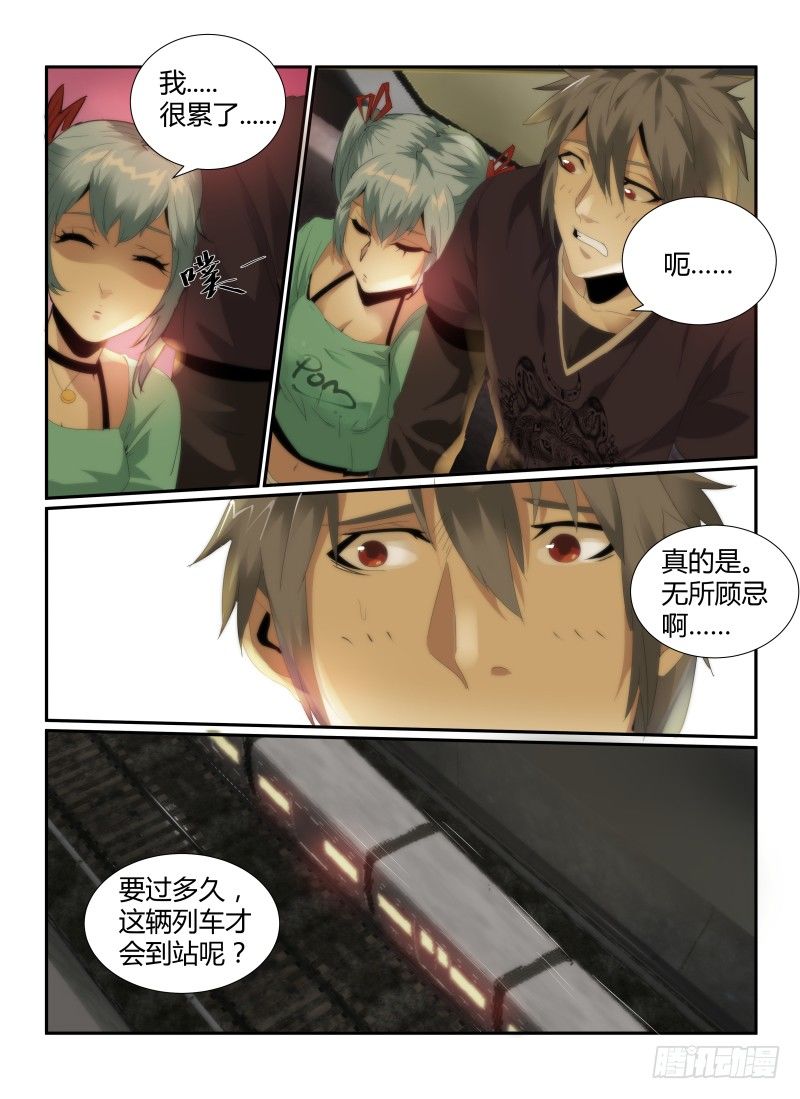 我.....
很累了……
噗
呃……
Pom
真的是。
无所顾忌
啊……
要过多久，
这辆列车才
会到站呢？
腾讯动漫